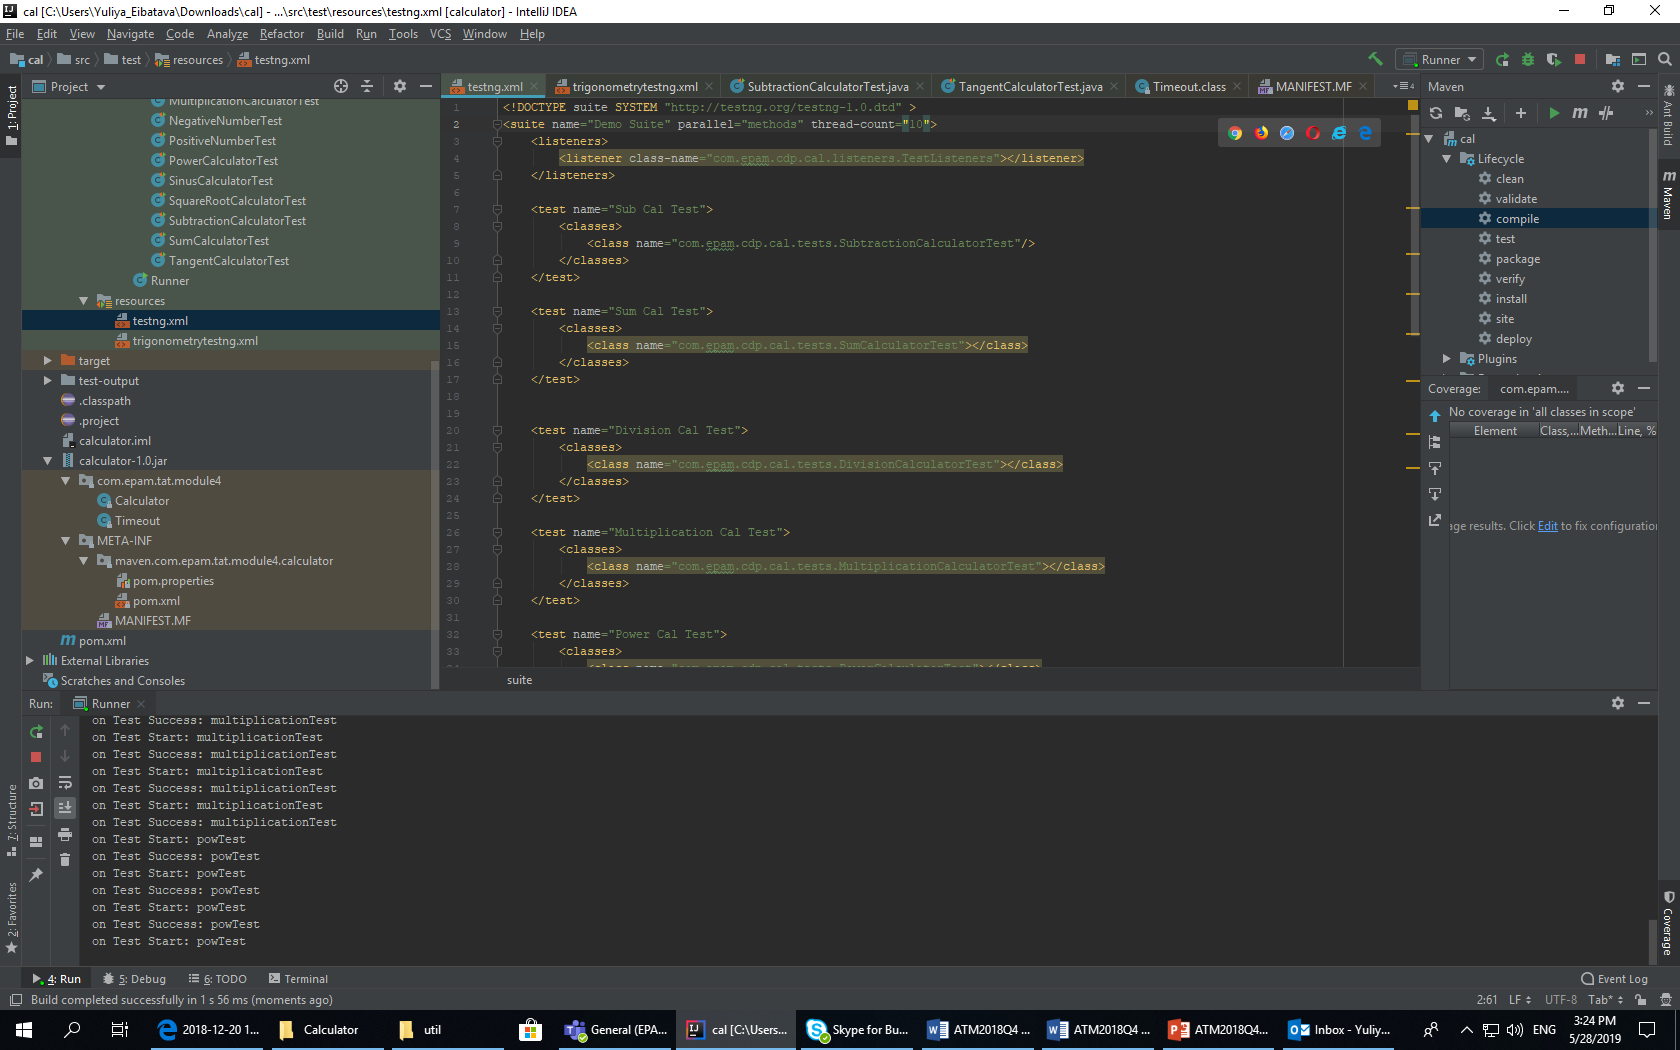 cal [C:\Users\Yuliya_Eibatava\Downloads\cal] - ...\src\test\resources\testng.xml [calculator] - IntelliJ IDEA
File Edit View Navigate Code Analyze Refactor Build Run Tools VCS Window Help
cal src test resources testng.xml
Runner
Project
testng.xml trigonometrytestng.xml SubtractionCalculatorTest.java TangentCalculatorTest.java Timeout.class MANIFEST.MF
1: Project
MultiplicationCalculatorTest
NegativeNumberTest
PositiveNumberTest
PowerCalculatorTest
SinusCalculatorTest
SquareRootCalculatorTest
SubtractionCalculatorTest
SumCalculatorTest
TangentCalculatorTest
Runner
resources
testng.xml
trigonometrytestng.xml
target
test-output
.classpath
.project
calculator.iml
calculator-1.0.jar
com.epam.tat.module4
Calculator
Timeout
META-INF
maven.com.epam.tat.module4.calculator
pom.properties
pom.xml
MANIFEST.MF
pom.xml
External Libraries
Scratches and Consoles
1 <!DOCTYPE suite SYSTEM "http://testng.org/testng-1.0.dtd" >
2 <suite name="Demo Suite" parallel="methods" thread-count="10">
3 <listeners>
4 <listener class-name="com.epam.cdp.cal.listeners.TestListeners"></listener>
5 </listeners>
6
7 <test name="Sub Cal Test">
8 <classes>
9 <class name="com.epam.cdp.cal.tests.SubtractionCalculatorTest"/>
10 </classes>
11 </test>
12
13 <test name="Sum Cal Test">
14 <classes>
15 <class name="com.epam.cdp.cal.tests.SumCalculatorTest"></class>
16 </classes>
17 </test>
18
19
20 <test name="Division Cal Test">
21 <classes>
22 <class name="com.epam.cdp.cal.tests.DivisionCalculatorTest"></class>
23 </classes>
24 </test>
25
26 <test name="Multiplication Cal Test">
27 <classes>
28 <class name="com.epam.cdp.cal.tests.MultiplicationCalculatorTest"></class>
29 </classes>
30 </test>
31
32 <test name="Power Cal Test">
33 <classes>
34 <class name="com.epam.cdp.cal.tests.PowerCalculatorTest"></class>
suite
Maven
cal
Lifecycle
clean
validate
compile
test
package
verify
install
site
deploy
Plugins
Coverage: com.epam....
No coverage in 'all classes in scope'
Element Class,... Meth... Line, %
age results. Click Edit to fix configuration
Ant Build
Maven
Coverage
Run: Runner
on Test Success: multiplicationTest
on Test Start: multiplicationTest
on Test Success: multiplicationTest
on Test Start: multiplicationTest
on Test Success: multiplicationTest
on Test Start: multiplicationTest
on Test Success: multiplicationTest
on Test Start: powTest
on Test Success: powTest
on Test Start: powTest
on Test Success: powTest
on Test Start: powTest
on Test Success: powTest
on Test Start: powTest
7: Structure
2: Favorites
4: Run 5: Debug 6: TODO Terminal Event Log
Build completed successfully in 1 s 56 ms (moments ago) 2:61 LF UTF-8 Tab*
2018-12-20 1... Calculator util General (EPA... cal [C:\Users... Skype for Bu... ATM2018Q4 ... ATM2018Q4 ... ATM2018Q4... Inbox - Yuliy... ENG 3:24 PM
5/28/2019